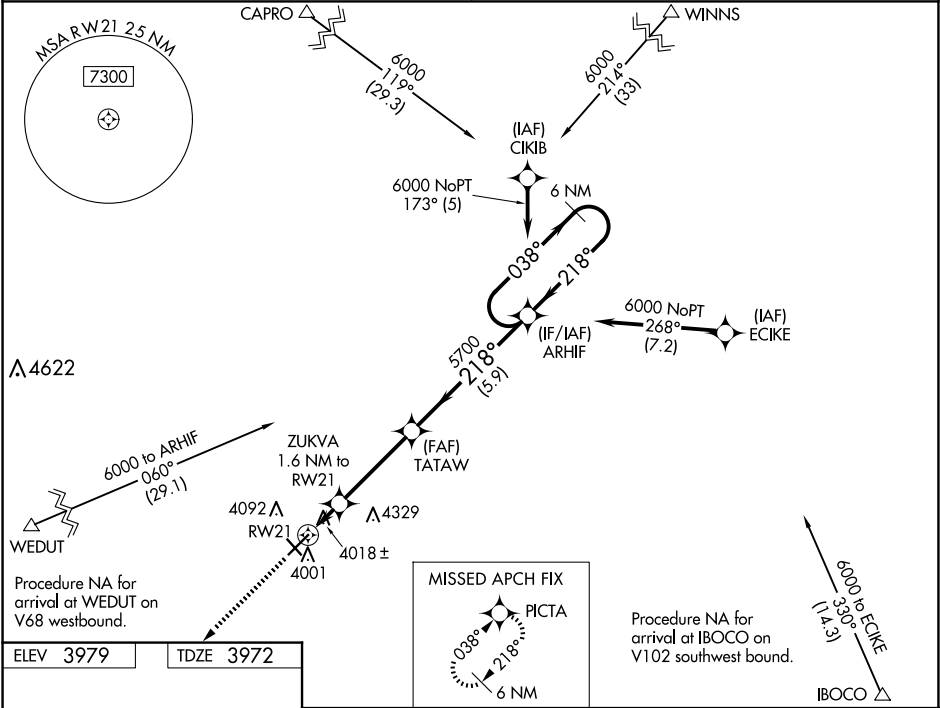 CAPRO
WINNS
MSA RW21 25 NM
7300
6000
119°
(29.3)
6000
214°
(33)
(IAF)
CIKIB
6000 NoPT
173° (5)
6 NM
038°
218°
6000 NoPT
268°
(7.2)
(IAF)
ECIKE
(IF/IAF)
ARHIF
5700
218°
(5.9)
4622
6000 to ARHIF
060°
(29.1)
WEDUT
ZUKVA
1.6 NM to
RW21
(FAF)
TATAW
4092
4329
RW21
4018 ±
4001
Procedure NA for
arrival at WEDUT on
V68 westbound.
MISSED APCH FIX
PICTA
038°
218°
6 NM
Procedure NA for
arrival at IBOCO on
V102 southwest bound.
6000 to ECIKE
330°
(14.3)
IBOCO
ELEV 3979
TDZE 3972